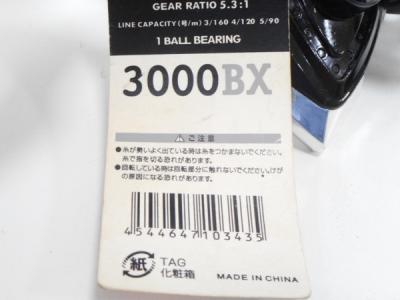 GEAR RATIO 5.3:1
LINE CAPACITY(号/m) 3/160 4/120 5/90
1 BALL BEARING
3000BX
⚠ご注意
●糸が勢いよく出ている時は糸をつかまないでください。
糸で指を切る恐れがあります。
●回転している時は回転部分に触れないでください。けが
の原因になる恐れがあります。
4544647103435
紙 TAG
化粧箱
MADE IN CHINA